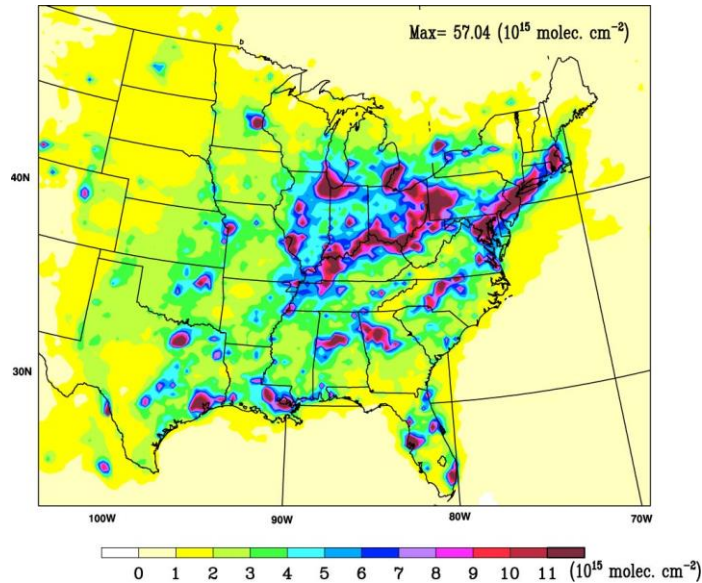 Max= 57.04 (10¹⁵ molec. cm⁻²)
40N
30N
100W 90W 80W 70W
0 1 2 3 4 5 6 7 8 9 10 11 (10¹⁵ molec. cm⁻²)